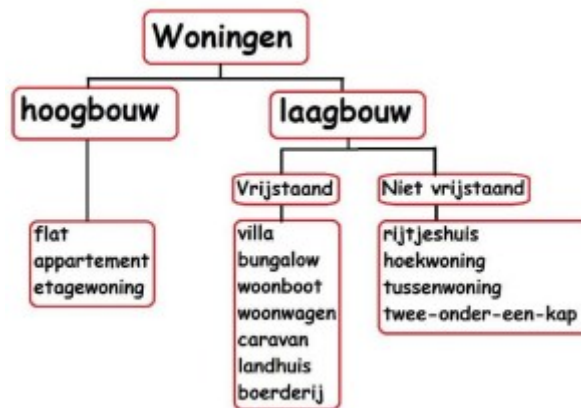 Woningen
hoogbouw
laagbouw
Vrijstaand
Niet vrijstaand
flat
appartement
etagewoning
villa
bungalow
woonboot
woonwagen
caravan
landhuis
boerderij
rijtjeshuis
hoekwoning
tussenwoning
twee-onder-een-kap